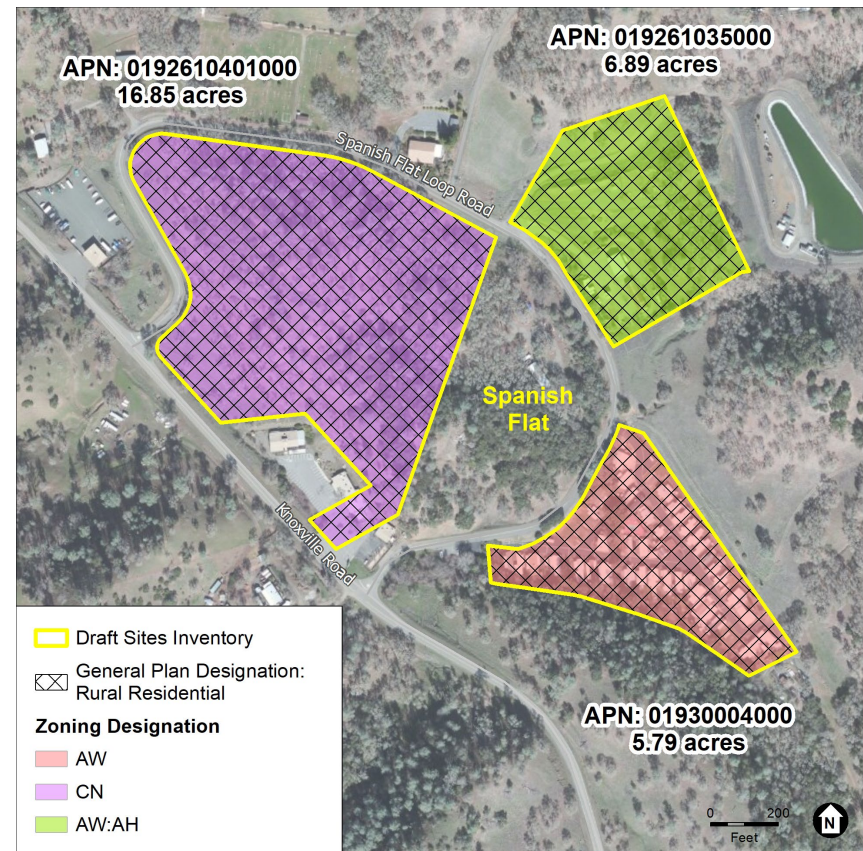 APN: 0192610401000
16.85 acres
APN: 019261035000
6.89 acres
Spanish Flat Loop Road
Spanish
Flat
Knoxville Road
APN: 01930004000
5.79 acres
Draft Sites Inventory
General Plan Designation:
Rural Residential
Zoning Designation
AW
CN
AW:AH
0 200
Feet
N